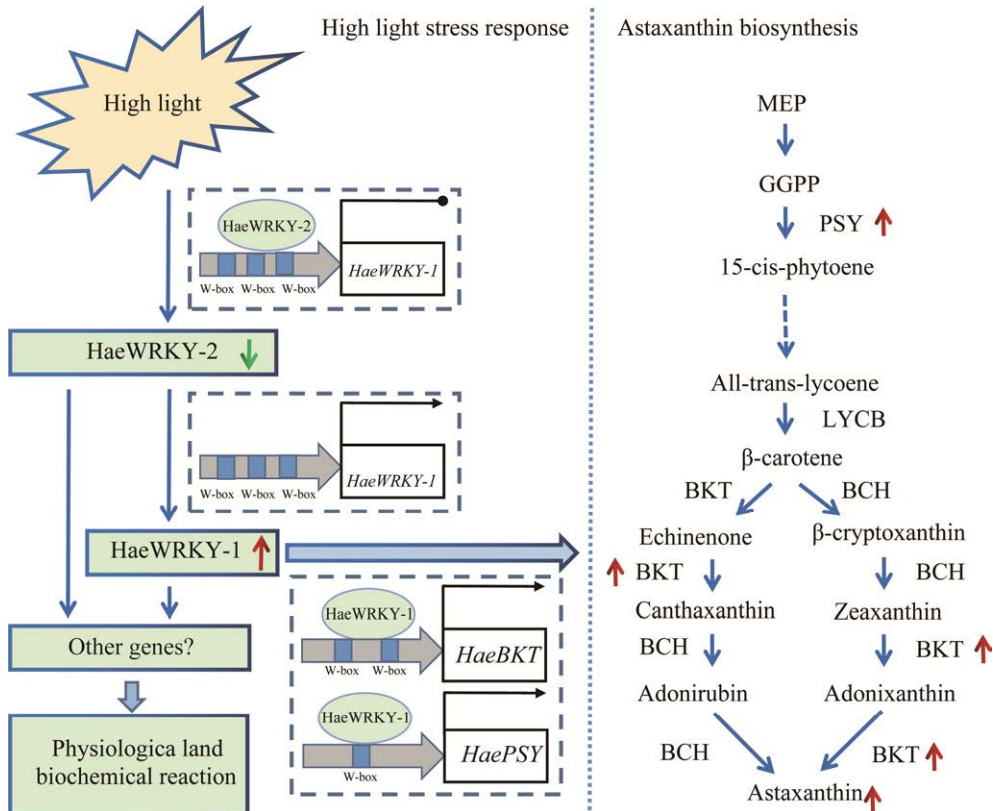 High light stress response
Astaxanthin biosynthesis
High light
HaeWRKY-2
HaeWRKY-1
W-box W-box W-box
HaeWRKY-2
HaeWRKY-1
W-box W-box W-box
HaeWRKY-1
HaeWRKY-1
HaeBKT
W-box W-box
HaeWRKY-1
HaePSY
W-box
Other genes?
Physiologica land
biochemical reaction
MEP
GGPP
PSY
15-cis-phytoene
All-trans-lycoene
LYCB
β-carotene
BKT
BCH
Echinenone
β-cryptoxanthin
BKT
BCH
Canthaxanthin
Zeaxanthin
BCH
BKT
Adonirubin
Adonixanthin
BCH
BKT
Astaxanthin